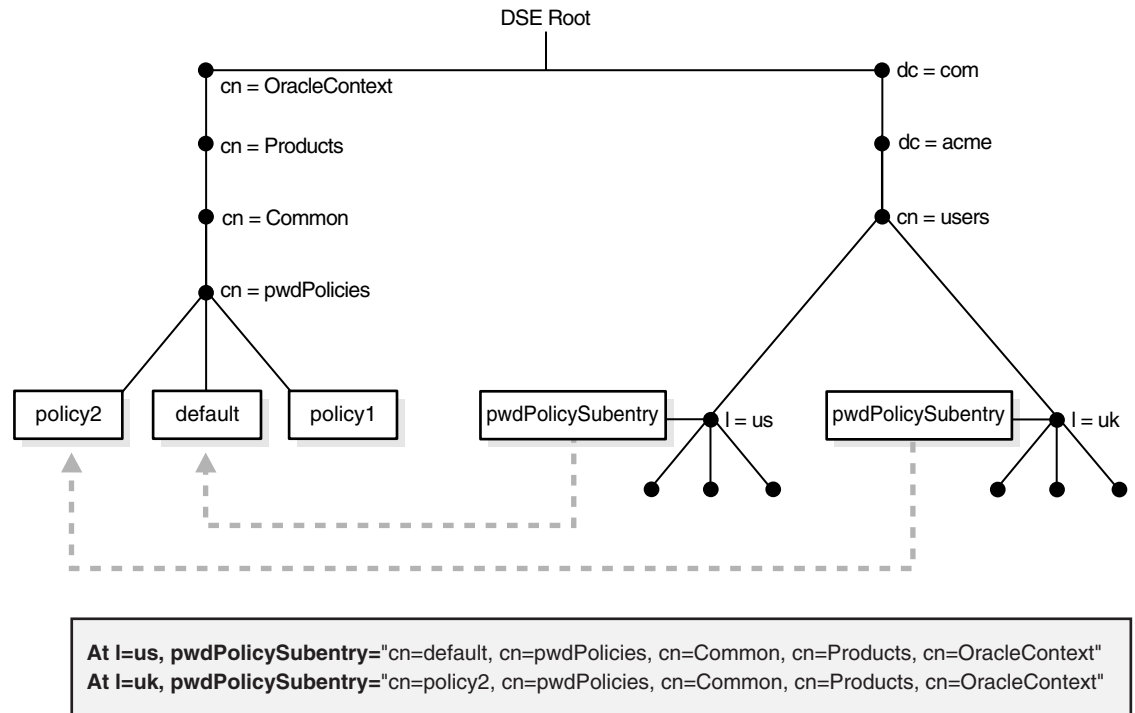 DSE Root
cn = OracleContext
dc = com
cn = Products
dc = acme
cn = Common
cn = users
cn = pwdPolicies
policy2
default
policy1
pwdPolicySubentry
l = us
pwdPolicySubentry
l = uk
At l=us, pwdPolicySubentry="cn=default, cn=pwdPolicies, cn=Common, cn=Products, cn=OracleContext"
At l=uk, pwdPolicySubentry="cn=policy2, cn=pwdPolicies, cn=Common, cn=Products, cn=OracleContext"